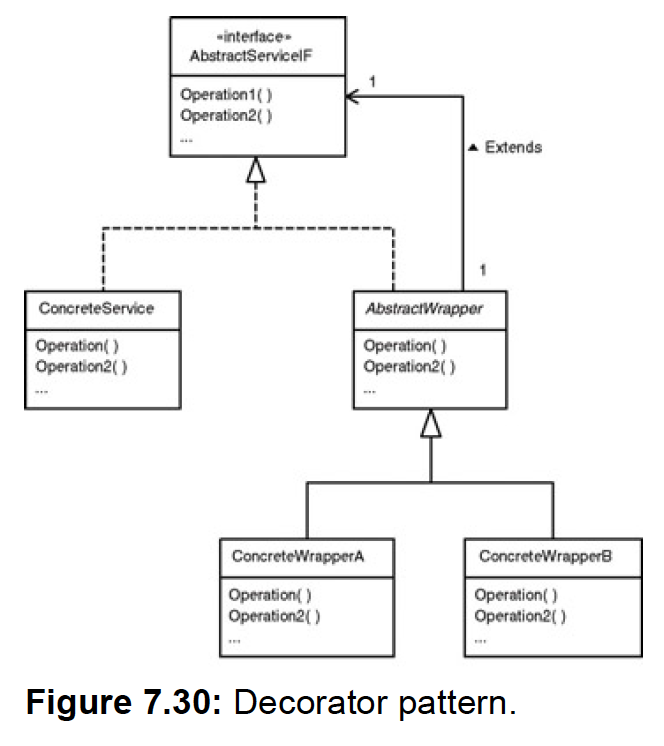 «interface»
AbstractServiceIF
Operation1( )
Operation2( )
...
1
▲ Extends
1
ConcreteService
Operation( )
Operation2( )
...
AbstractWrapper
Operation( )
Operation2( )
...
ConcreteWrapperA
Operation( )
Operation2( )
...
ConcreteWrapperB
Operation( )
Operation2( )
...
Figure 7.30: Decorator pattern.